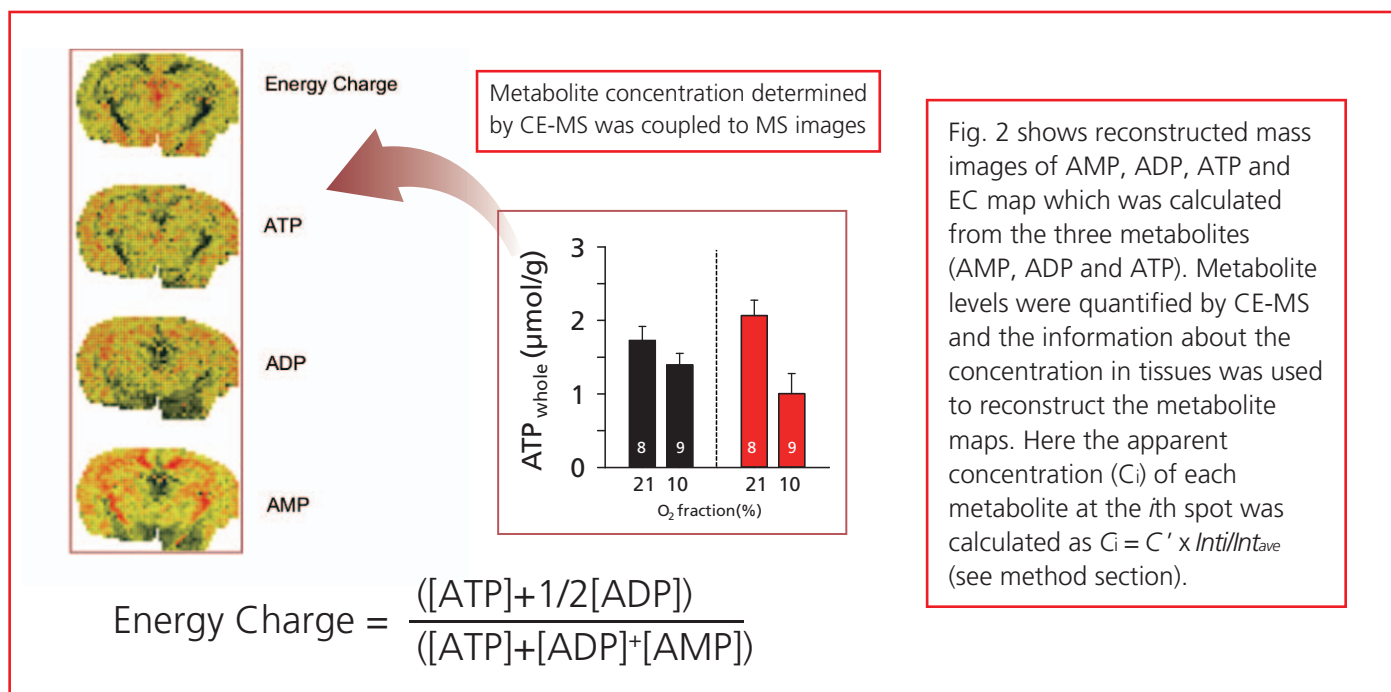 Energy Charge
ATP
ADP
AMP
Metabolite concentration determined
by CE-MS was coupled to MS images
ATP whole (µmol/g)
3
2
1
0
8
9
8
9
21
10
21
10
O2 fraction(%)
Fig. 2 shows reconstructed mass
images of AMP, ADP, ATP and
EC map which was calculated
from the three metabolites
(AMP, ADP and ATP). Metabolite
levels were quantified by CE-MS
and the information about the
concentration in tissues was used
to reconstruct the metabolite
maps. Here the apparent
concentration (Ci) of each
metabolite at the ith spot was
calculated as Ci = C' x Inti/Intave
(see method section).
Energy Charge = ([ATP]+1/2[ADP])
([ATP]+[ADP]+[AMP])